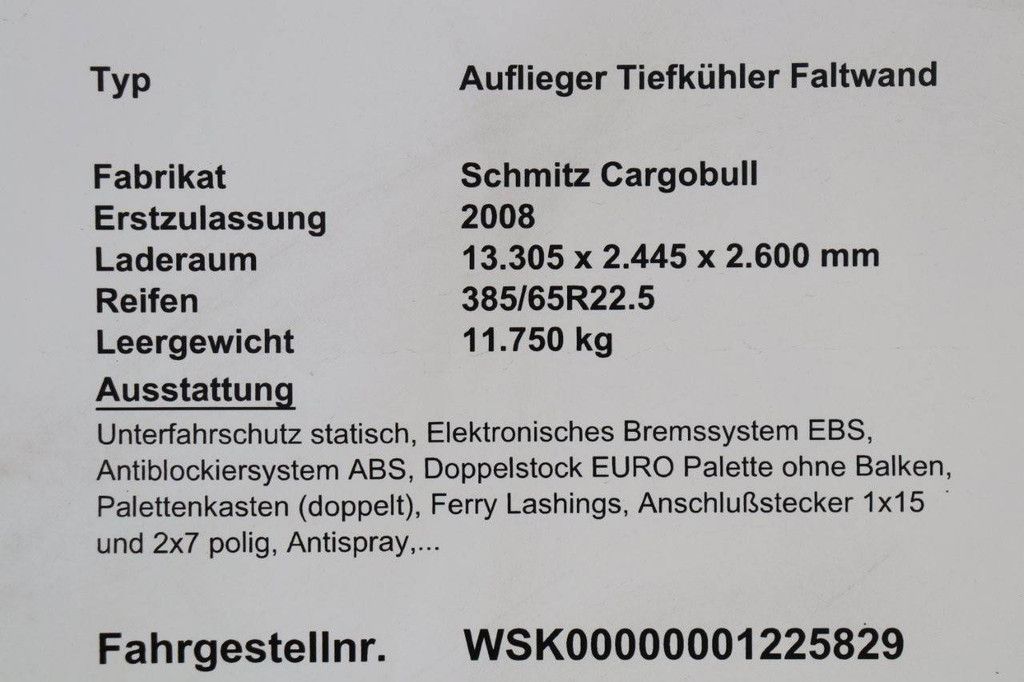 Typ Auflieger Tiefkühler Faltwand
Fabrikat Schmitz Cargobull
Erstzulassung 2008
Laderaum 13.305 x 2.445 x 2.600 mm
Reifen 385/65R22.5
Leergewicht 11.750 kg
Ausstattung
Unterfahrschutz statisch, Elektronisches Bremssystem EBS,
Antiblockiersystem ABS, Doppelstock EURO Palette ohne Balken,
Palettenkasten (doppelt), Ferry Lashings, Anschlußstecker 1x15
und 2x7 polig, Antispray,...
Fahrgestellnr. WSK00000001225829